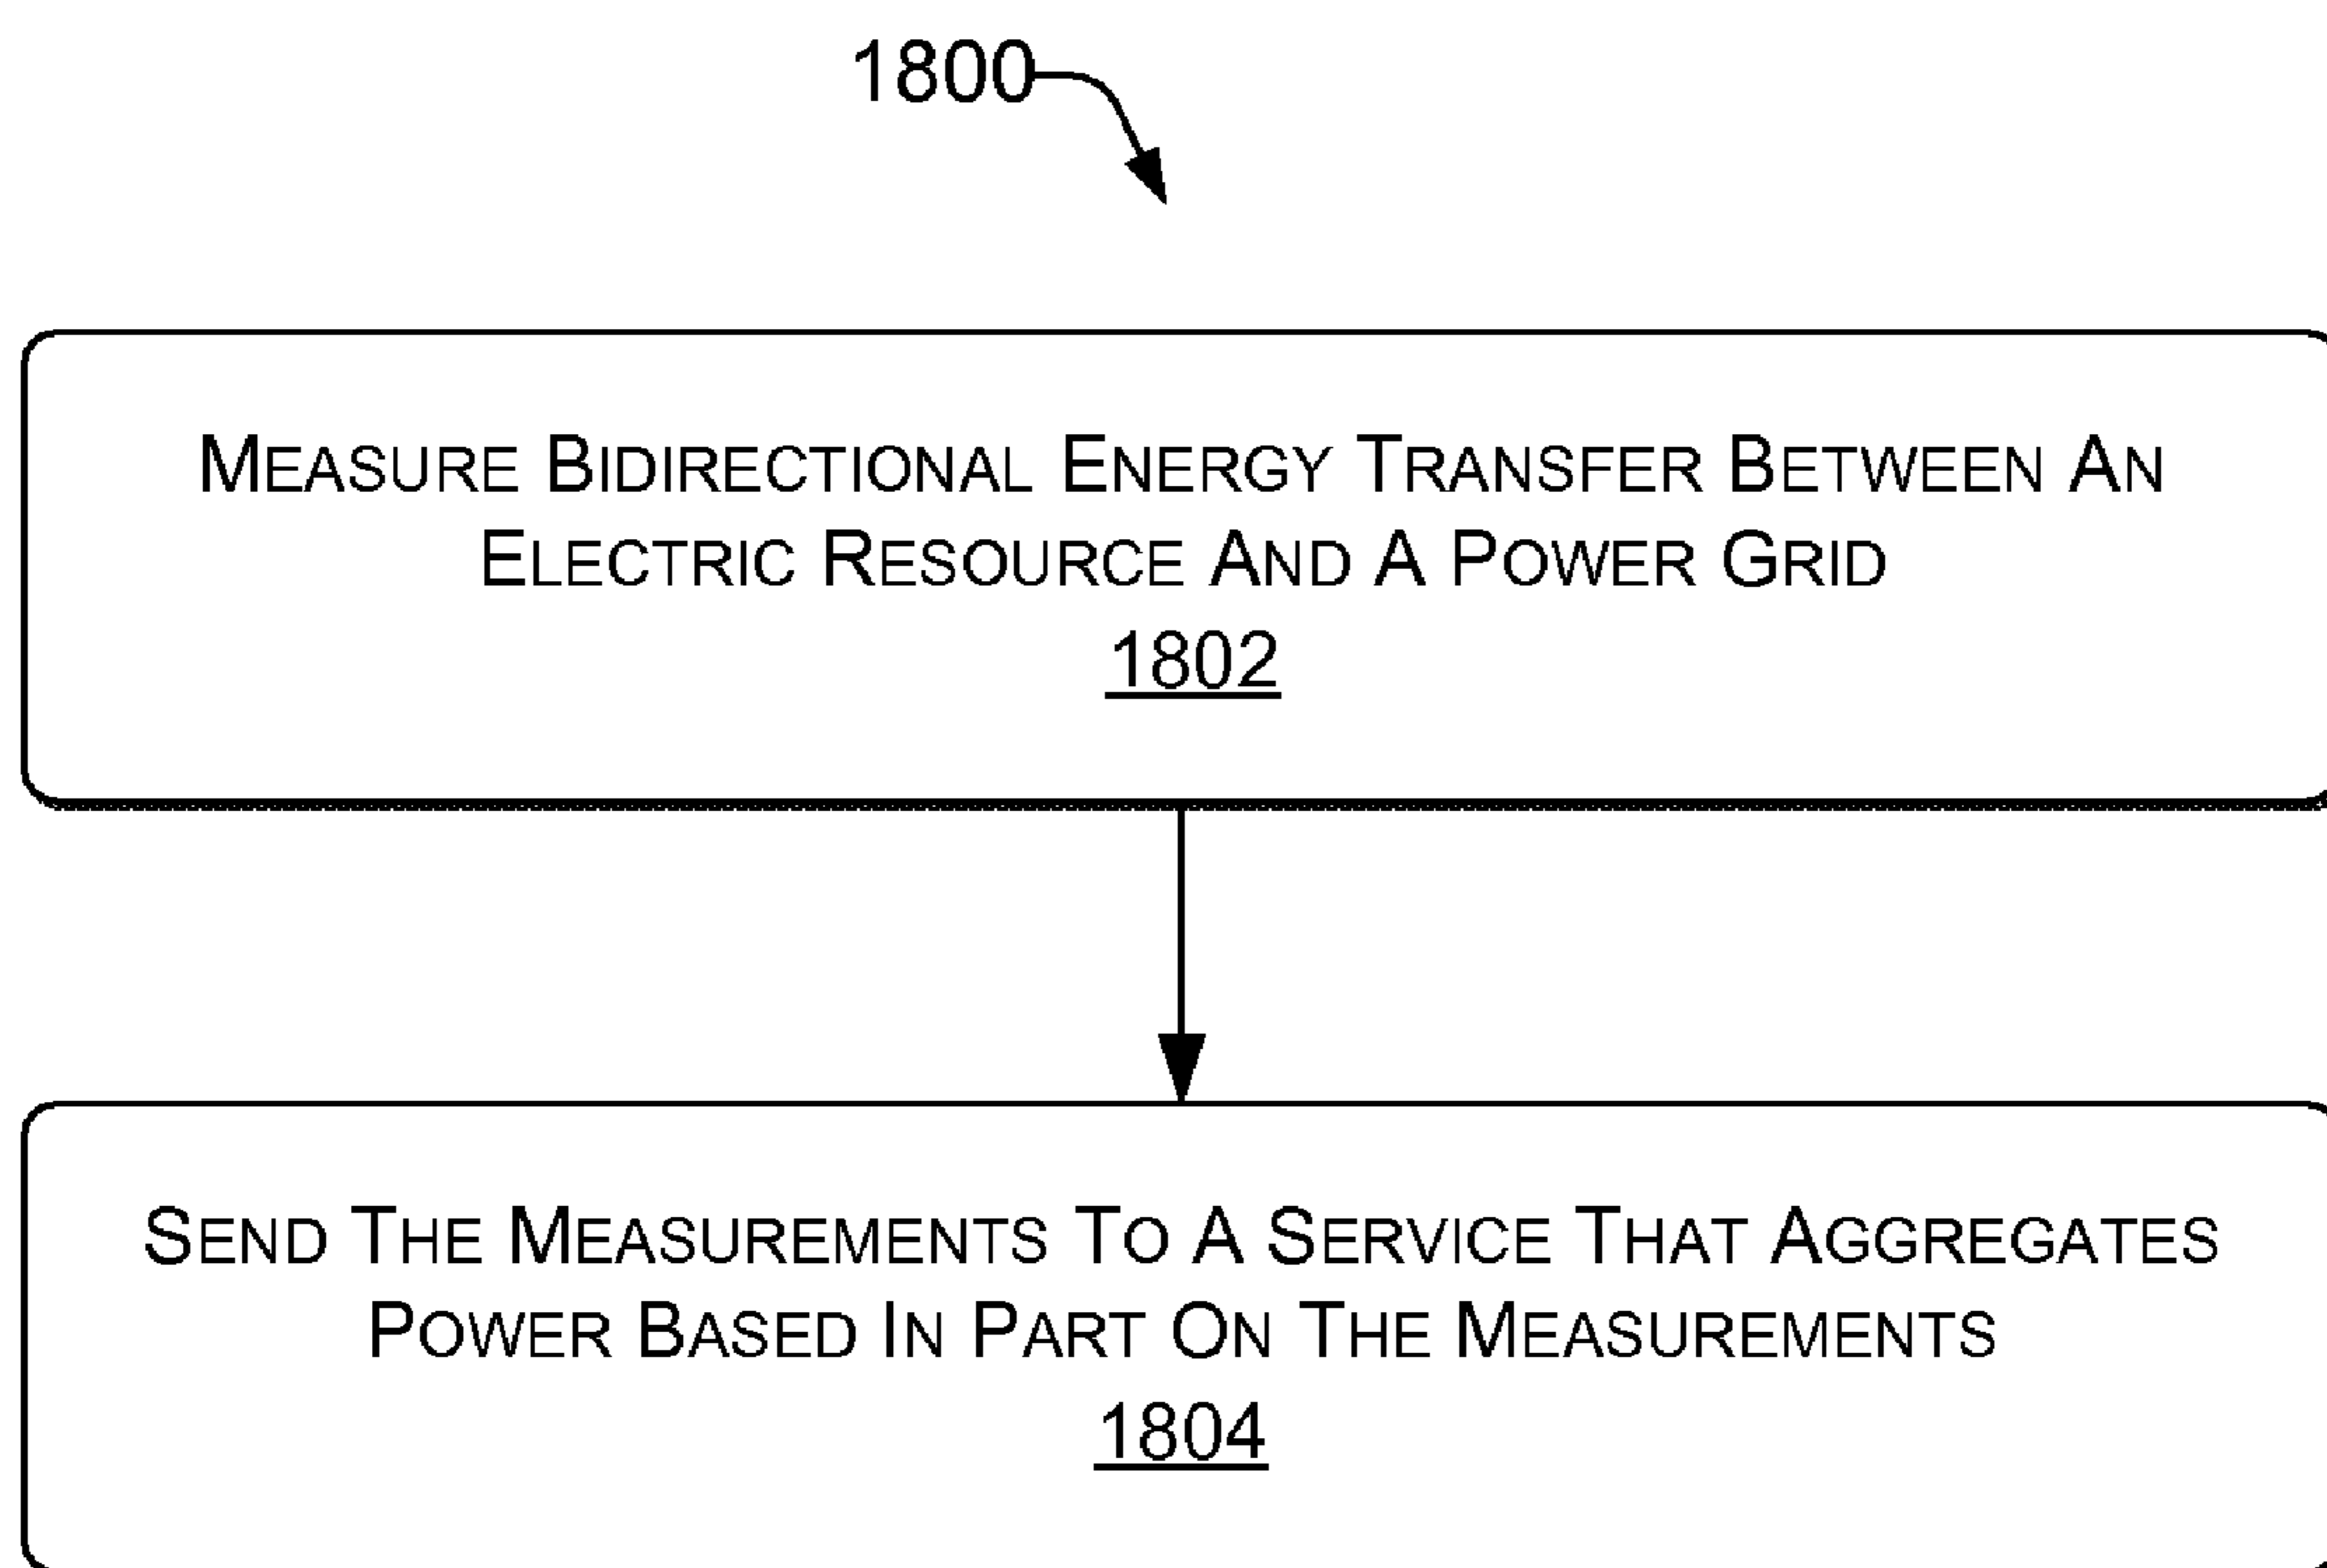 1800
MEASURE BIDIRECTIONAL ENERGY TRANSFER BETWEEN AN
ELECTRIC RESOURCE AND A POWER GRID
1802
SEND THE MEASUREMENTS TO A SERVICE THAT AGGREGATES
POWER BASED IN PART ON THE MEASUREMENTS
1804